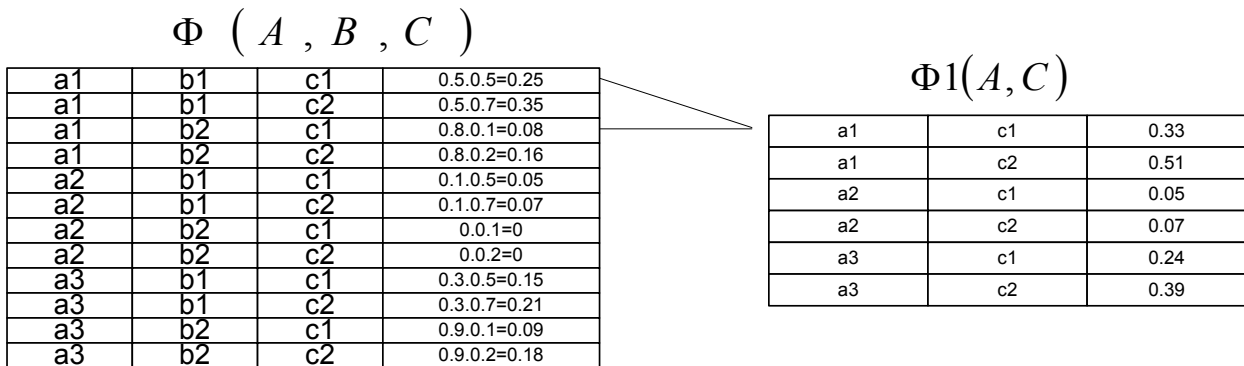 Φ ( A , B , C )
a1 b1 c1 0.5.0.5=0.25
a1 b1 c2 0.5.0.7=0.35
a1 b2 c1 0.8.0.1=0.08
a1 b2 c2 0.8.0.2=0.16
a2 b1 c1 0.1.0.5=0.05
a2 b1 c2 0.1.0.7=0.07
a2 b2 c1 0.0.1=0
a2 b2 c2 0.0.2=0
a3 b1 c1 0.3.0.5=0.15
a3 b1 c2 0.3.0.7=0.21
a3 b2 c1 0.9.0.1=0.09
a3 b2 c2 0.9.0.2=0.18
Φ1(A,C)
a1 c1 0.33
a1 c2 0.51
a2 c1 0.05
a2 c2 0.07
a3 c1 0.24
a3 c2 0.39